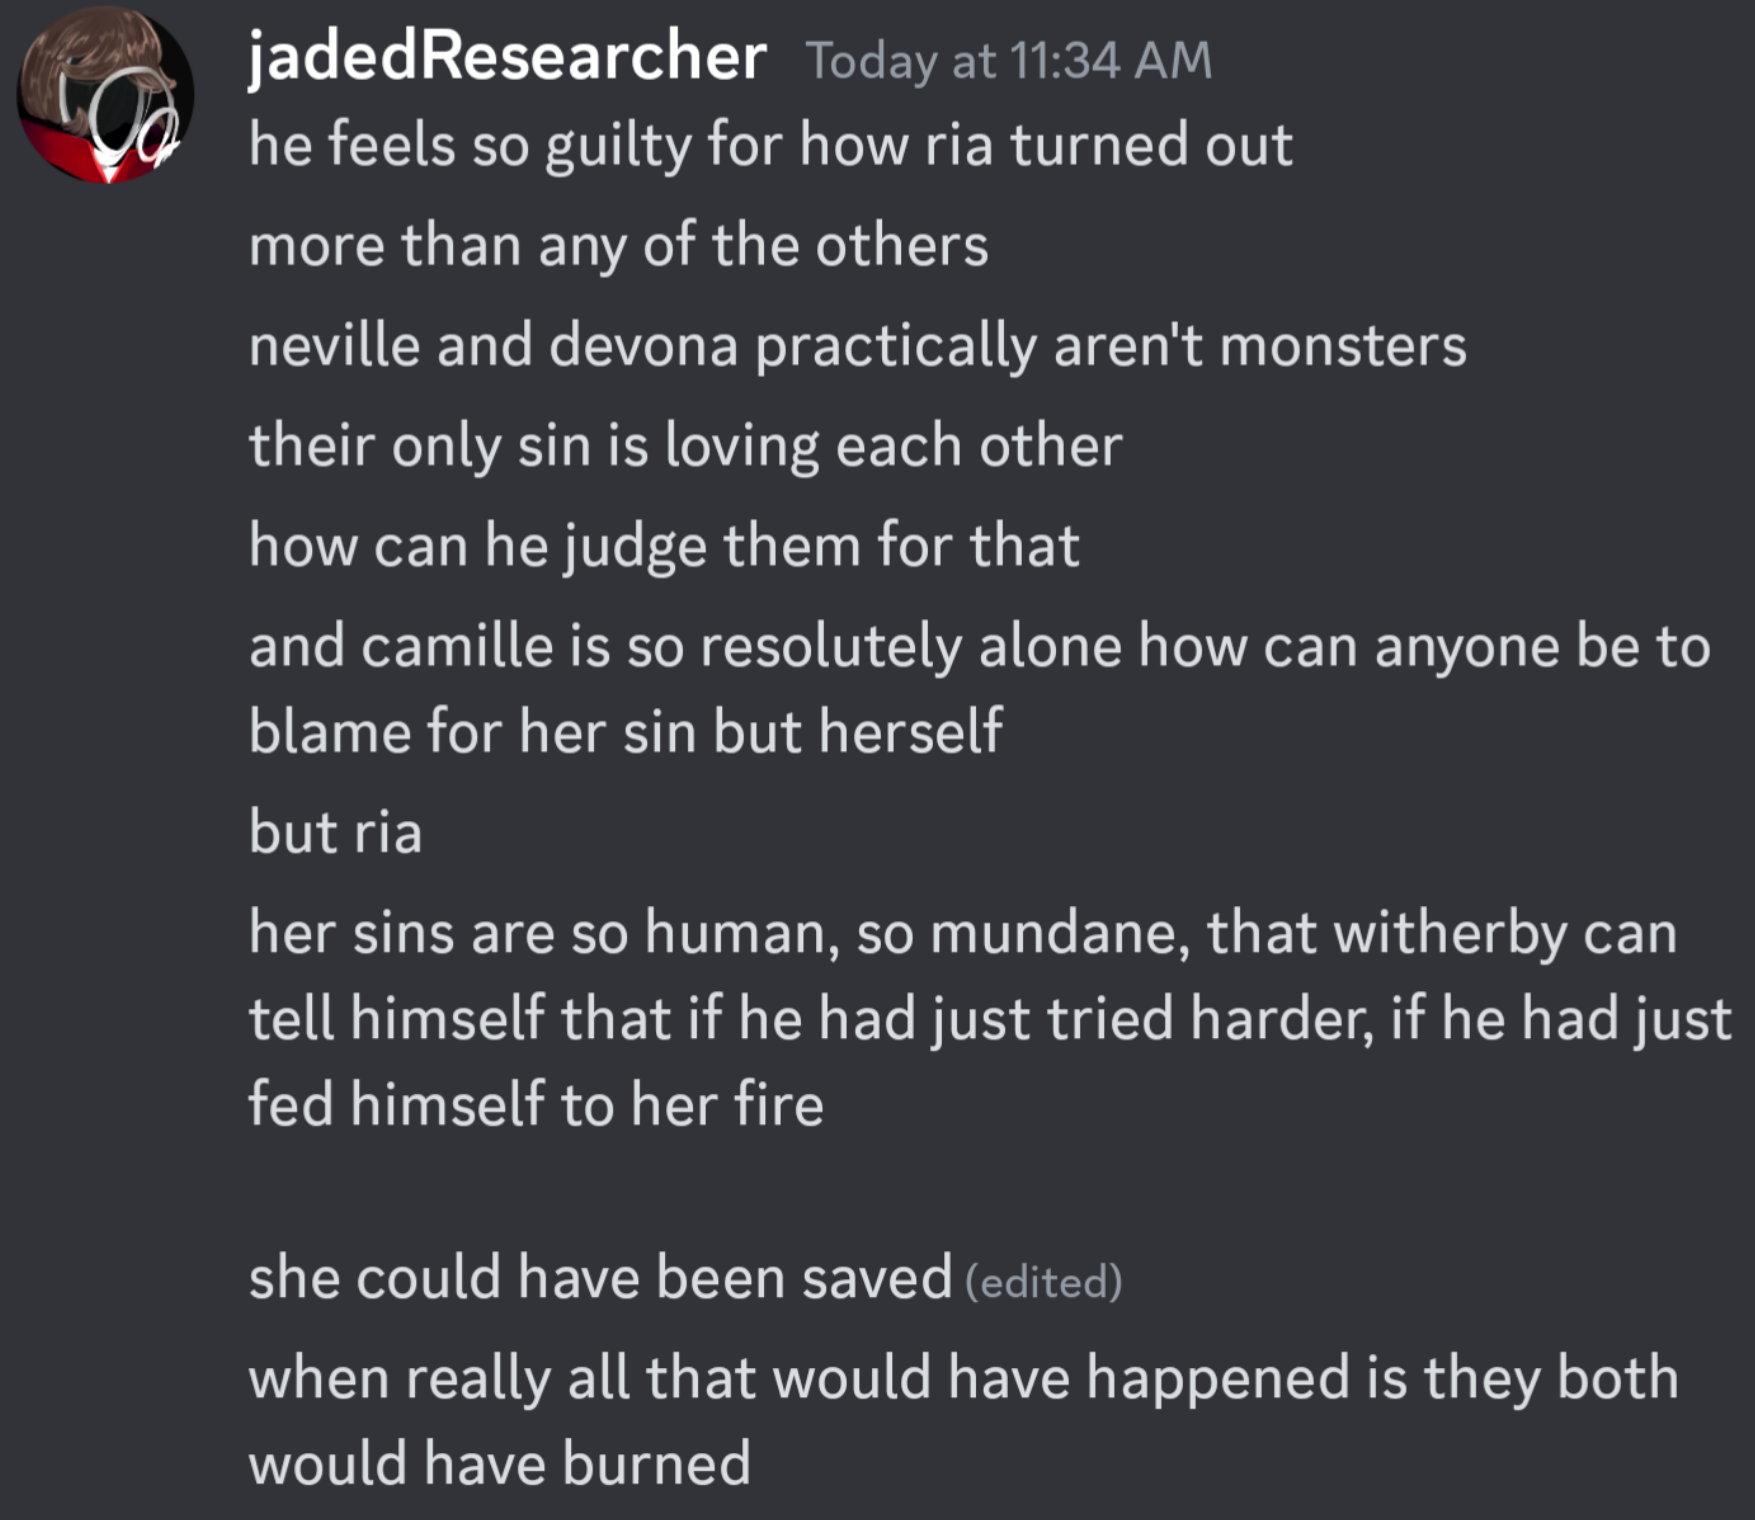 jadedResearcher Today at 11:34 AM
he feels so guilty for how ria turned out
more than any of the others
neville and devona practically aren't monsters
their only sin is loving each other
how can he judge them for that
and camille is so resolutely alone how can anyone be to
blame for her sin but herself
but ria
her sins are so human, so mundane, that witherby can
tell himself that if he had just tried harder, if he had just
fed himself to her fire
she could have been saved (edited)
when really all that would have happened is they both
would have burned